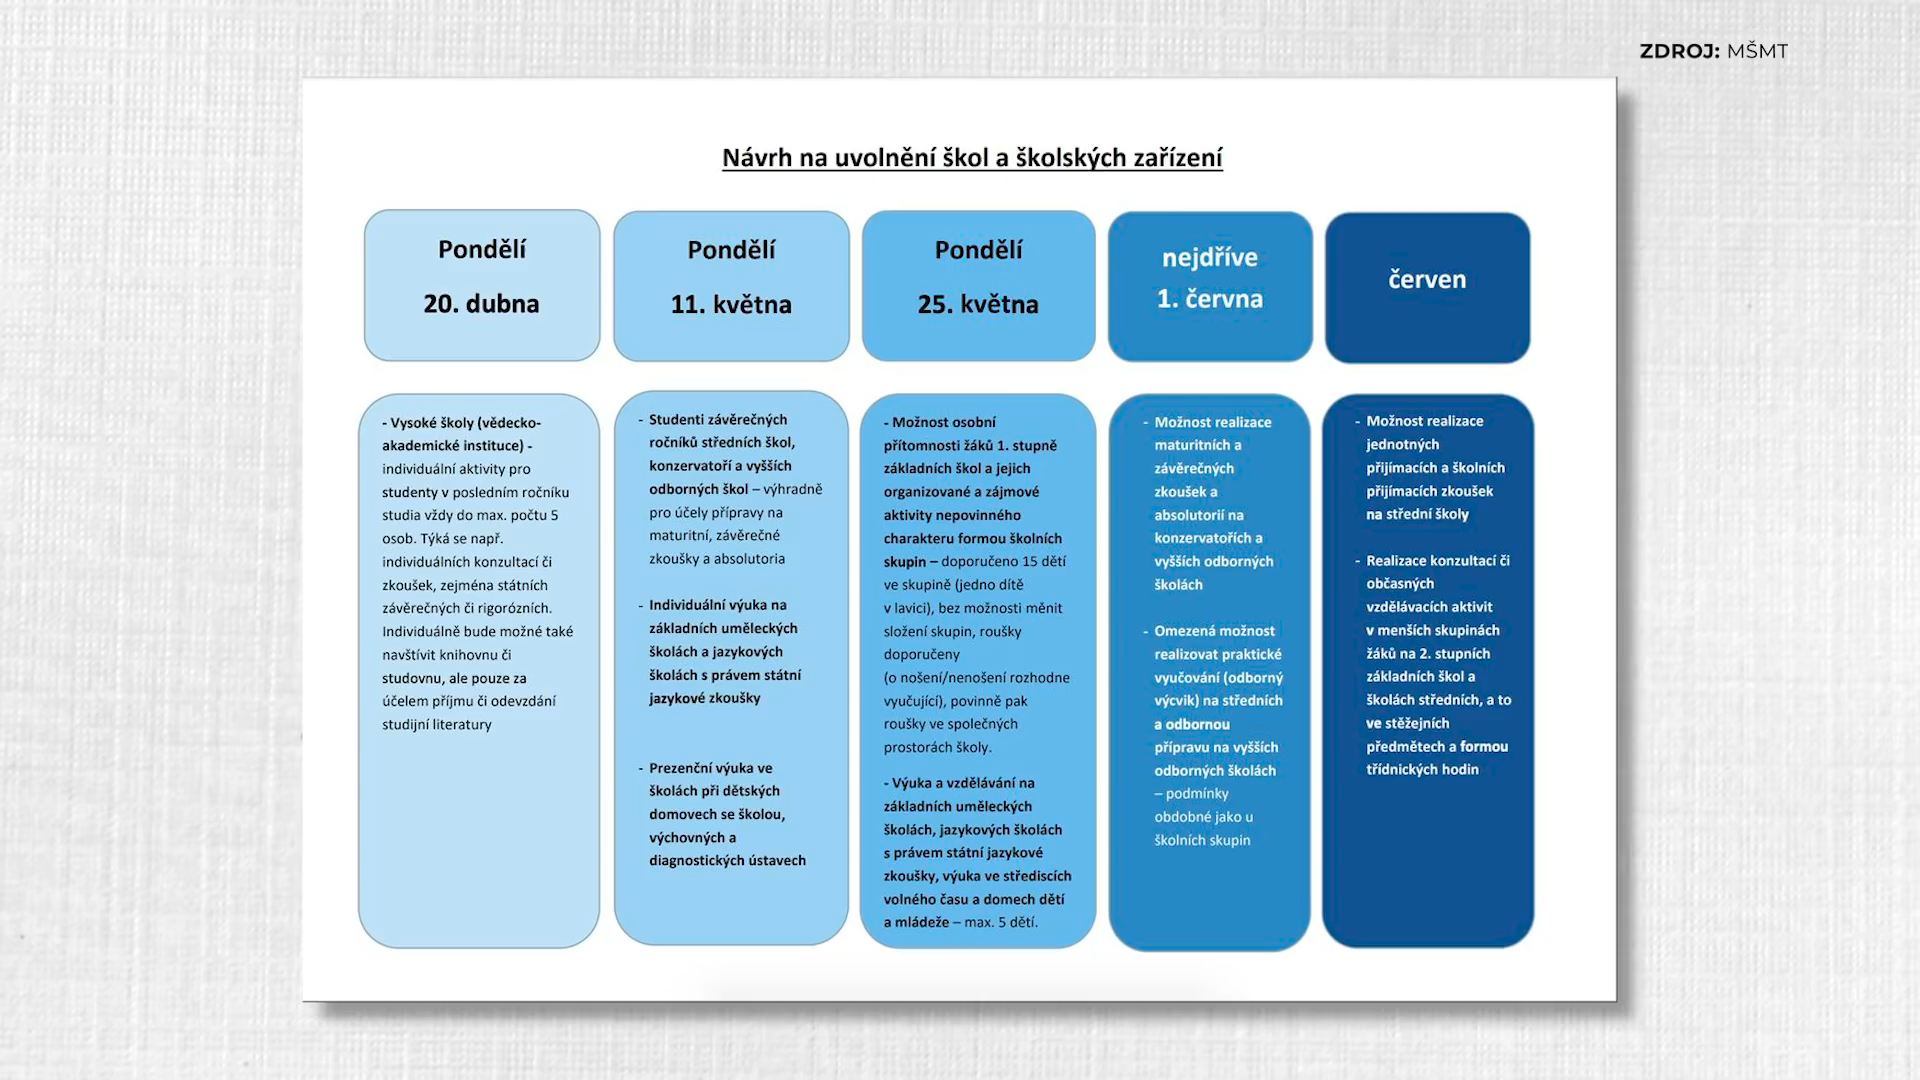 ZDROJ: MŠMT
Návrh na uvolnění škol a školských zařízení
Pondělí
20. dubna
- Vysoké školy (vědecko-
akademické instituce) -
individuální aktivity pro
studenty v posledním ročníku
studia vždy do max. počtu 5
osob. Týká se např.
individuálních konzultací či
zkoušek, zejména státních
závěrečných či rigorózních.
Individuálně bude možné také
navštívit knihovnu či
studovnu, ale pouze za
účelem příjmu či odevzdání
studijní literatury
Pondělí
11. května
- Studenti závěrečných
ročníků středních škol,
konzervatoří a vyšších
odborných škol – výhradně
pro účely přípravy na
maturitní, závěrečné
zkoušky a absolutoria
- Individuální výuka na
základních uměleckých
školách a jazykových
školách s právem státní
jazykové zkoušky
- Prezenční výuka ve
školách při dětských
domovech se školou,
výchovných a
diagnostických ústavech
Pondělí
25. května
- Možnost osobní
přítomnosti žáků 1. stupně
základních škol a jejich
organizované a zájmové
aktivity nepovinného
charakteru formou školních
skupin – doporučeno 15 dětí
ve skupině (jedno dítě
v lavici), bez možnosti měnit
složení skupin, roušky
doporučeny
(o nošení/nenošení rozhodne
vyučující), povinně pak
roušky ve společných
prostorách školy.
- Výuka a vzdělávání na
základních uměleckých
školách, jazykových školách
s právem státní jazykové
zkoušky, výuka ve střediscích
volného času a domech dětí
a mládeže – max. 5 dětí.
nejdříve
1. června
- Možnost realizace
maturitních a
závěrečných
zkoušek a
absolutorií na
konzervatořích a
vyšších odborných
školách
- Omezená možnost
realizovat praktické
vyučování (odborný
výcvik) na středních
a odbornou
přípravu na vyšších
odborných školách
– podmínky
obdobné jako u
školních skupin
červen
- Možnost realizace
jednotných
přijímacích a školních
přijímacích zkoušek
na střední školy
- Realizace konzultací či
občasných
vzdělávacích aktivit
v menších skupinách
žáků na 2. stupních
základních škol a
školách středních, a to
ve stěžejních
předmětech a formou
třídnických hodin